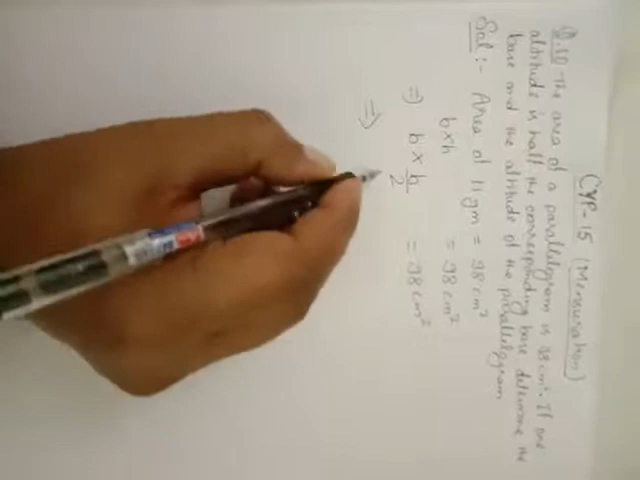 CYP-15 (Mensuration)
Q.10 The area of a parallelogram is 98 cm². If one
altitude is half the corresponding base determine the
base and the altitude of the parallelogram
Sol:- Area of 11gm = 98 cm²
b×h = 98 cm²
⇒ b × b/2 = 98 cm²
⇒